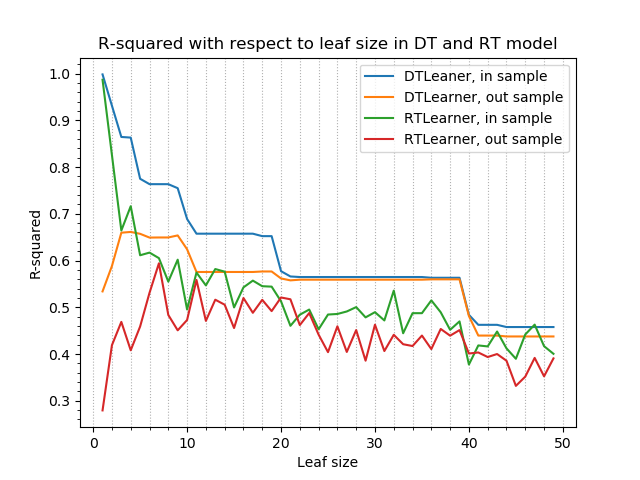 R-squared with respect to leaf size in DT and RT model
DTLeaner, in sample
DTLearner, out sample
RTLearner, in sample
RTLearner, out sample
R-squared
1.0
0.9
0.8
0.7
0.6
0.5
0.4
0.3
0 10 20 30 40 50
Leaf size